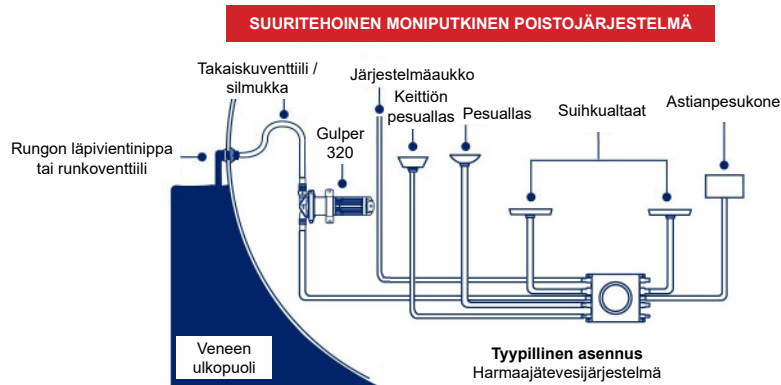 SUURITEHOINEN MONIPUTKINEN POISTOJÄRJESTELMÄ
Takaiskuventtiili /
silmukka
Järjestelmäaukko
Keittiön
pesuallas
Pesuallas
Suihkualtaat
Astianpesukone
Gulper
320
Rungon läpivientinippa
tai runkoventtiili
Veneen
ulkopuoli
Tyypillinen asennus
Harmaajätevesijärjestelmä